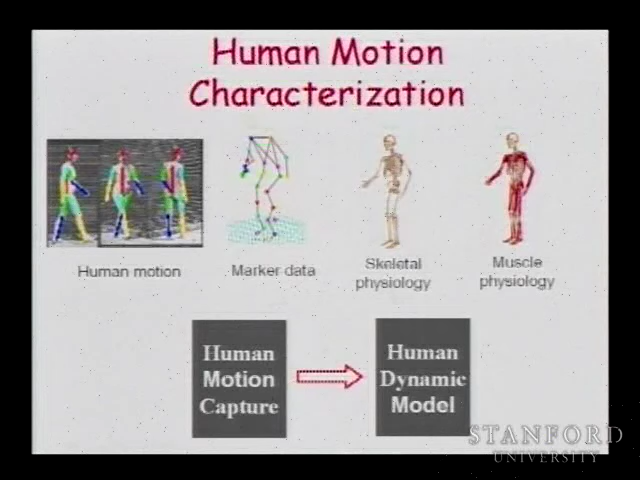 Human Motion
Characterization
Human motion
Marker data
Skeletal
physiology
Muscle
physiology
Human
Motion
Capture
Human
Dynamic
Model
STANFORD
UNIVERSITY